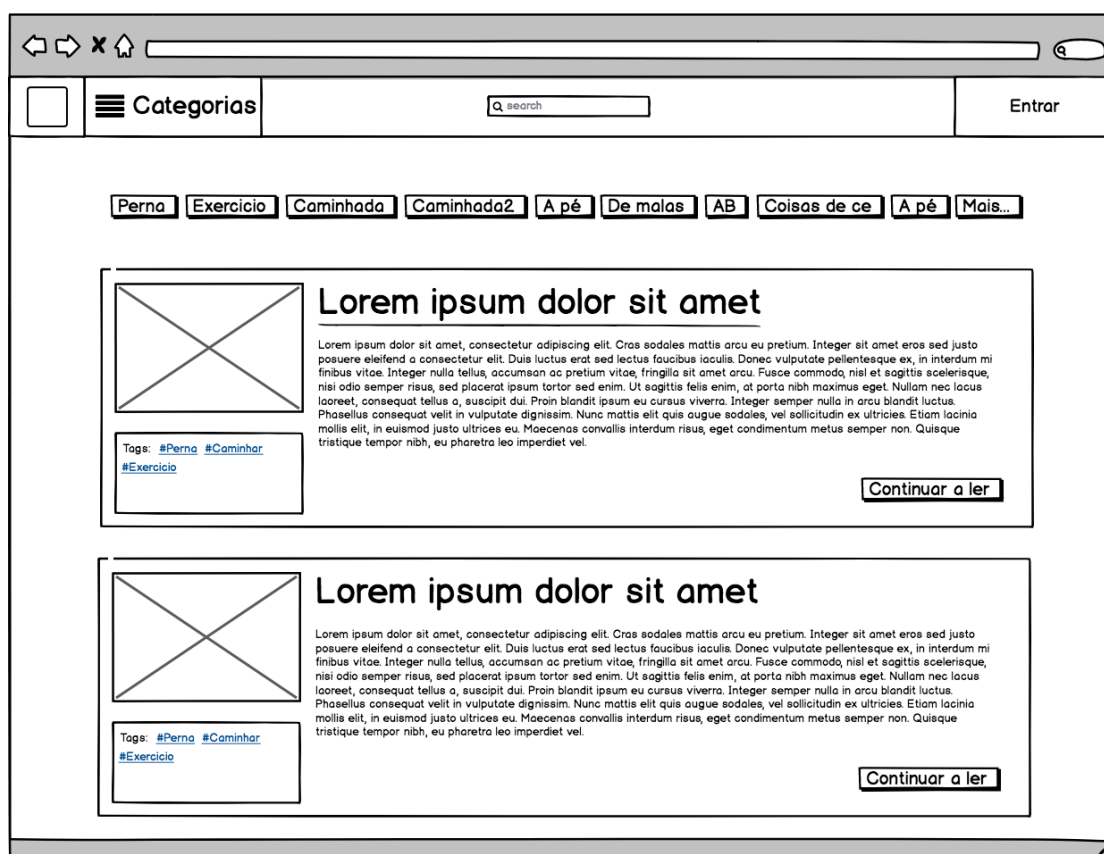 Categorias
search
Entrar
Perna Exercicio Caminhada Caminhada2 A pé De malas AB Coisas de ce A pé Mais...
Lorem ipsum dolor sit amet
Lorem ipsum dolor sit amet, consectetur adipiscing elit. Cras sodales mattis arcu eu pretium. Integer sit amet eros sed justo
posuere eleifend a consectetur elit. Duis luctus erat sed lectus faucibus iaculis. Donec vulputate pellentesque ex, in interdum mi
finibus vitae. Integer nulla tellus, accumsan ac pretium vitae, fringilla sit amet arcu. Fusce commodo, nisl et sagittis scelerisque,
nisi odio semper risus, sed placerat ipsum tortor sed enim. Ut sagittis felis enim, at porta nibh maximus eget. Nullam nec lacus
laoreet, consequat tellus a, suscipit dui. Proin blandit ipsum eu cursus viverra. Integer semper nulla in arcu blandit luctus.
Phasellus consequat velit in vulputate dignissim. Nunc mattis elit quis augue sodales, vel sollicitudin ex ultricies. Etiam lacinia
mollis elit, in euismod justo ultrices eu. Maecenas convallis interdum risus, eget condimentum metus semper non. Quisque
tristique tempor nibh, eu pharetra leo imperdiet vel.
Tags: #Perna #Caminhar
#Exercicio
Continuar a ler
Lorem ipsum dolor sit amet
Lorem ipsum dolor sit amet, consectetur adipiscing elit. Cras sodales mattis arcu eu pretium. Integer sit amet eros sed justo
posuere eleifend a consectetur elit. Duis luctus erat sed lectus faucibus iaculis. Donec vulputate pellentesque ex, in interdum mi
finibus vitae. Integer nulla tellus, accumsan ac pretium vitae, fringilla sit amet arcu. Fusce commodo, nisl et sagittis scelerisque,
nisi odio semper risus, sed placerat ipsum tortor sed enim. Ut sagittis felis enim, at porta nibh maximus eget. Nullam nec lacus
laoreet, consequat tellus a, suscipit dui. Proin blandit ipsum eu cursus viverra. Integer semper nulla in arcu blandit luctus.
Phasellus consequat velit in vulputate dignissim. Nunc mattis elit quis augue sodales, vel sollicitudin ex ultricies. Etiam lacinia
mollis elit, in euismod justo ultrices eu. Maecenas convallis interdum risus, eget condimentum metus semper non. Quisque
tristique tempor nibh, eu pharetra leo imperdiet vel.
Tags: #Perna #Caminhar
#Exercicio
Continuar a ler